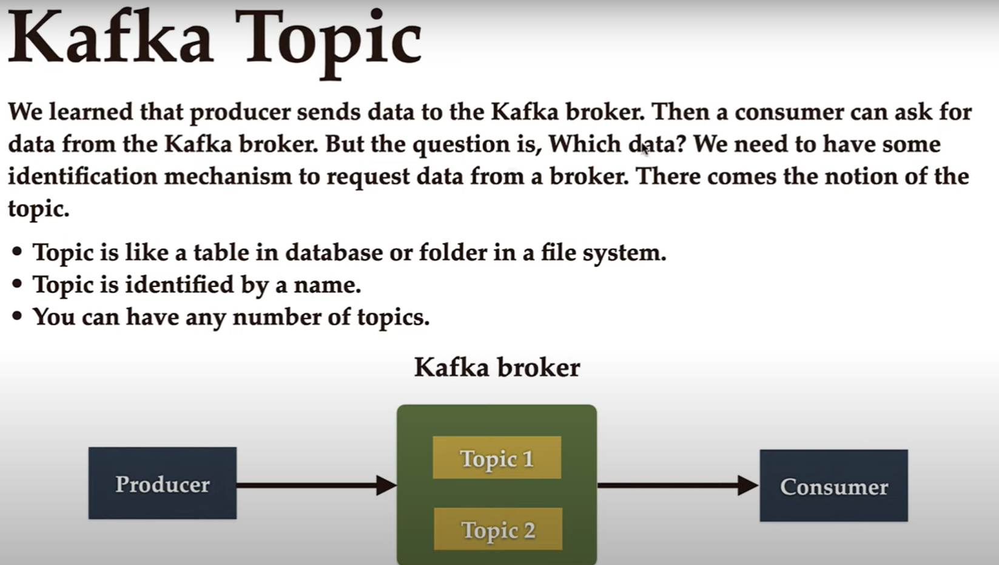 Kafka Topic
We learned that producer sends data to the Kafka broker. Then a consumer can ask for
data from the Kafka broker. But the question is, Which data? We need to have some
identification mechanism to request data from a broker. There comes the notion of the
topic.
• Topic is like a table in database or folder in a file system.
• Topic is identified by a name.
• You can have any number of topics.
Kafka broker
Producer
Topic 1
Topic 2
Consumer